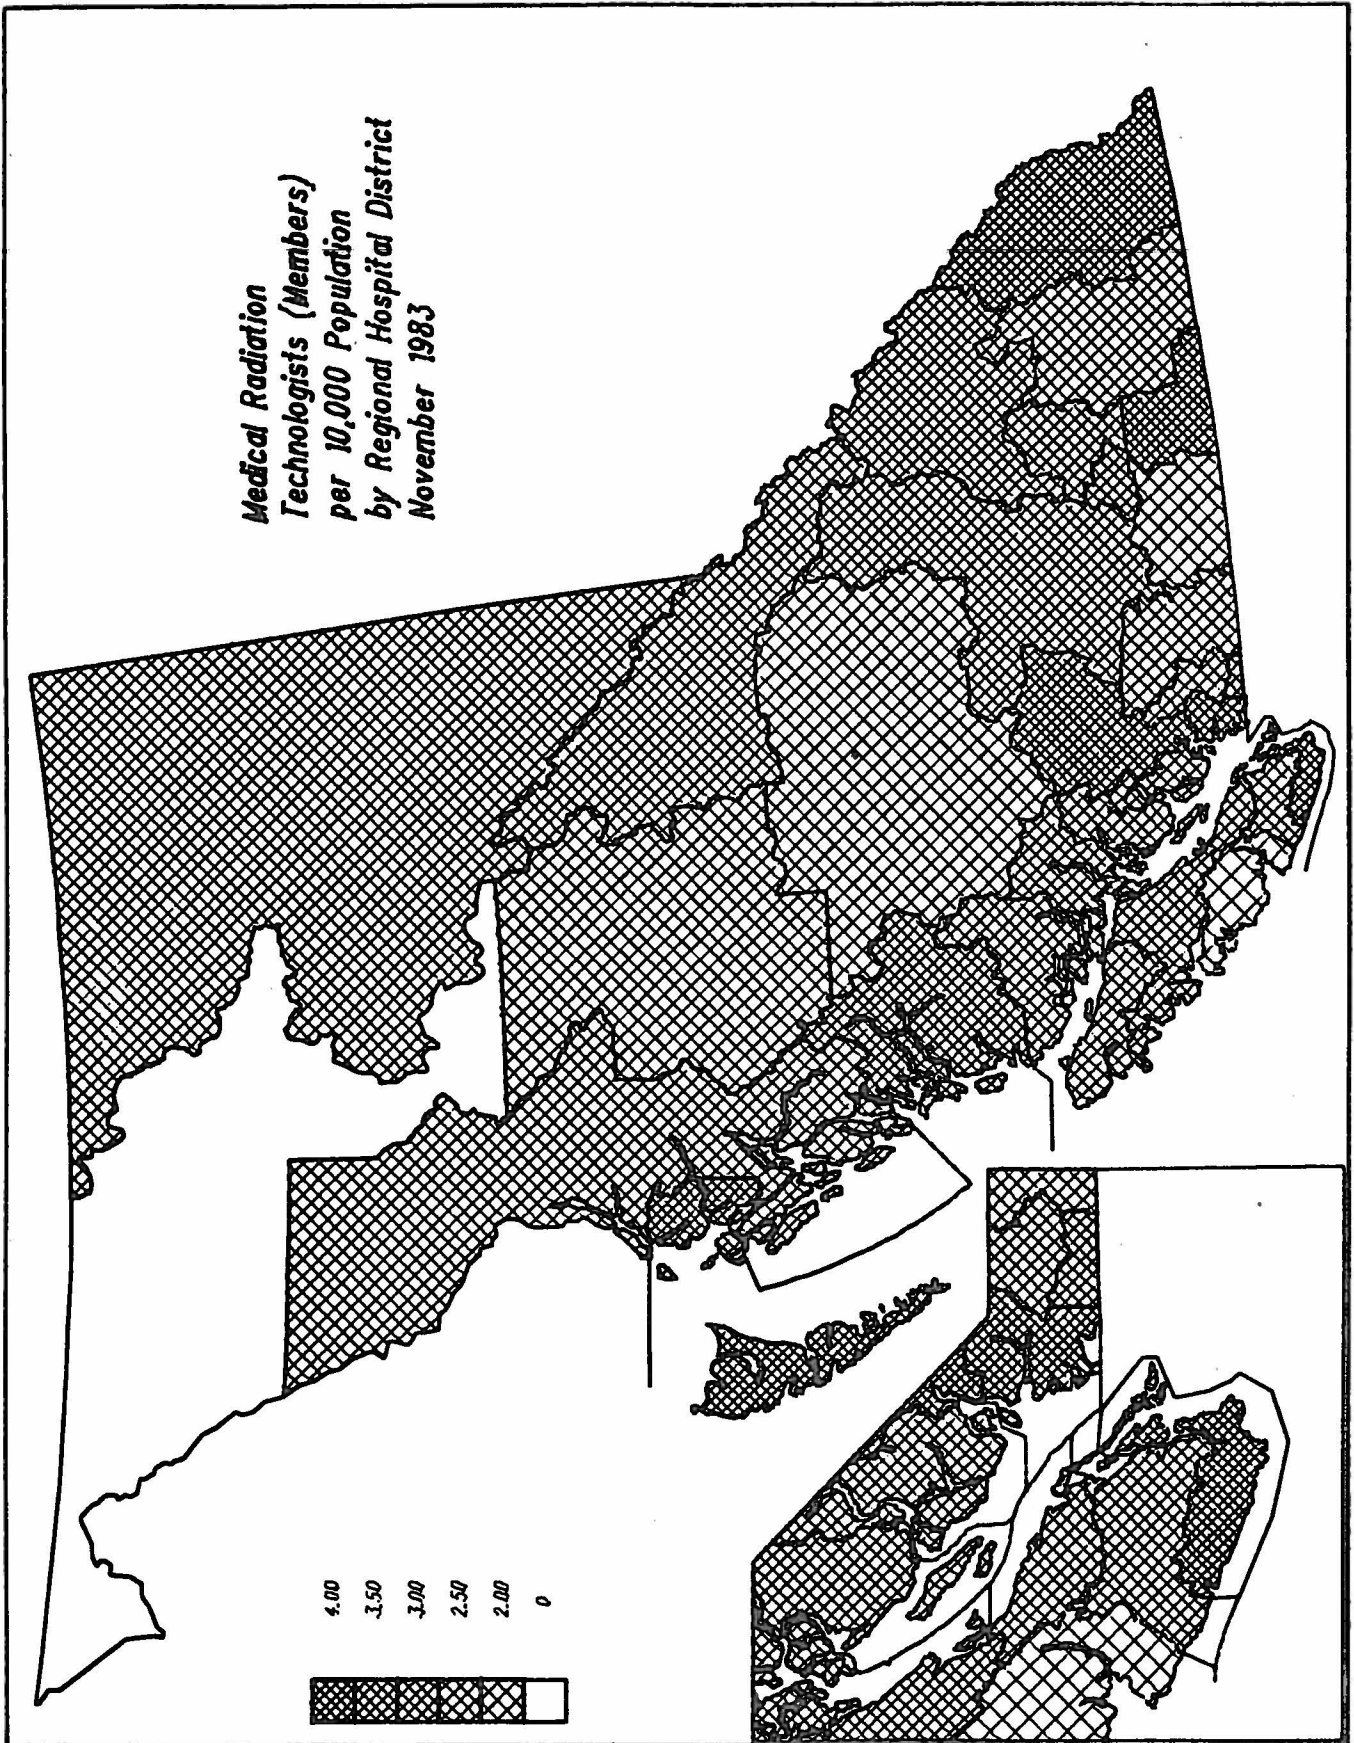 Medical Radiation
Technologists (Members)
per 10,000 Population
by Regional Hospital District
November 1983
4.00
3.50
3.00
2.50
2.00
0